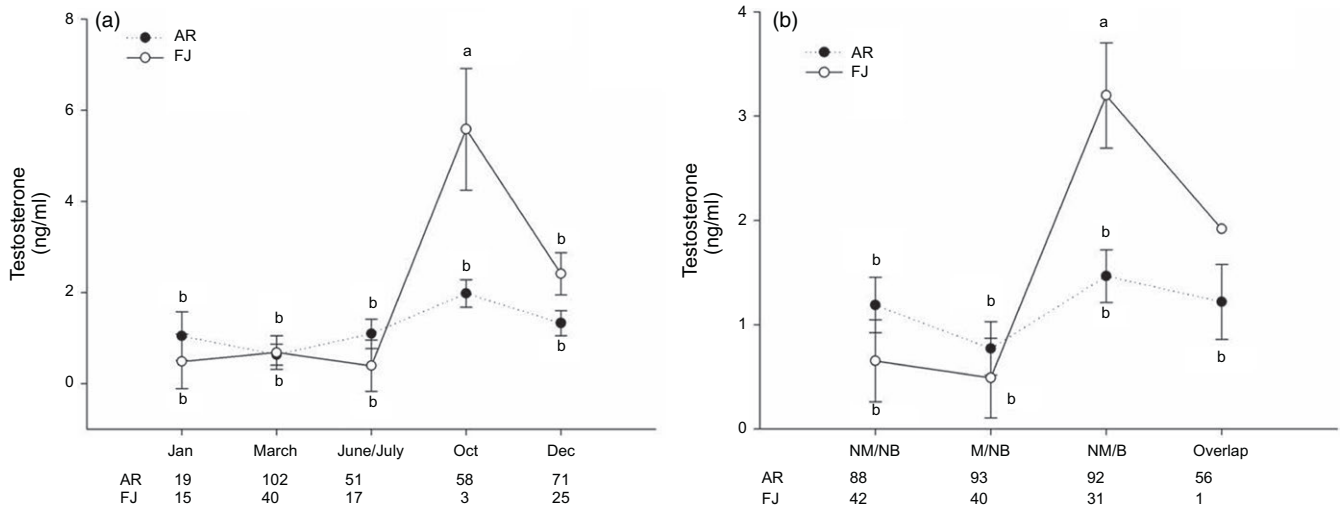 (a)
AR
FJ
8
6
4
2
0
Testosterone
(ng/ml)
b
b
b
b
b
b
a
b
b
b
Jan March June/July Oct Dec
AR 19 102 51 58 71
FJ 15 40 17 3 25
(b)
AR
FJ
4
3
2
1
0
Testosterone
(ng/ml)
b
b
b
b
a
b
b
b
NM/NB M/NB NM/B Overlap
AR 88 93 92 56
FJ 42 40 31 1